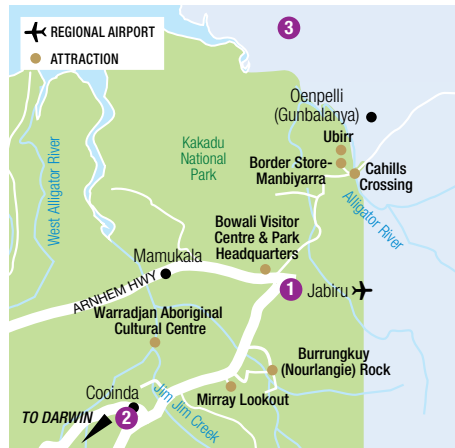 REGIONAL AIRPORT
ATTRACTION
3
Oenpelli
(Gunbalanya)
Ubirr
Border Store-
Manbiyarra
Cahills
Crossing
Kakadu
National
Park
West Alligator River
Alligator River
Bowali Visitor
Centre & Park
Headquarters
Mamukala
ARNHEM HWY
1
Jabiru
Warradjan Aboriginal
Cultural Centre
Burrungkuy
(Nourlangie) Rock
Mirray Lookout
Cooinda
Jim Jim Creek
TO DARWIN
2